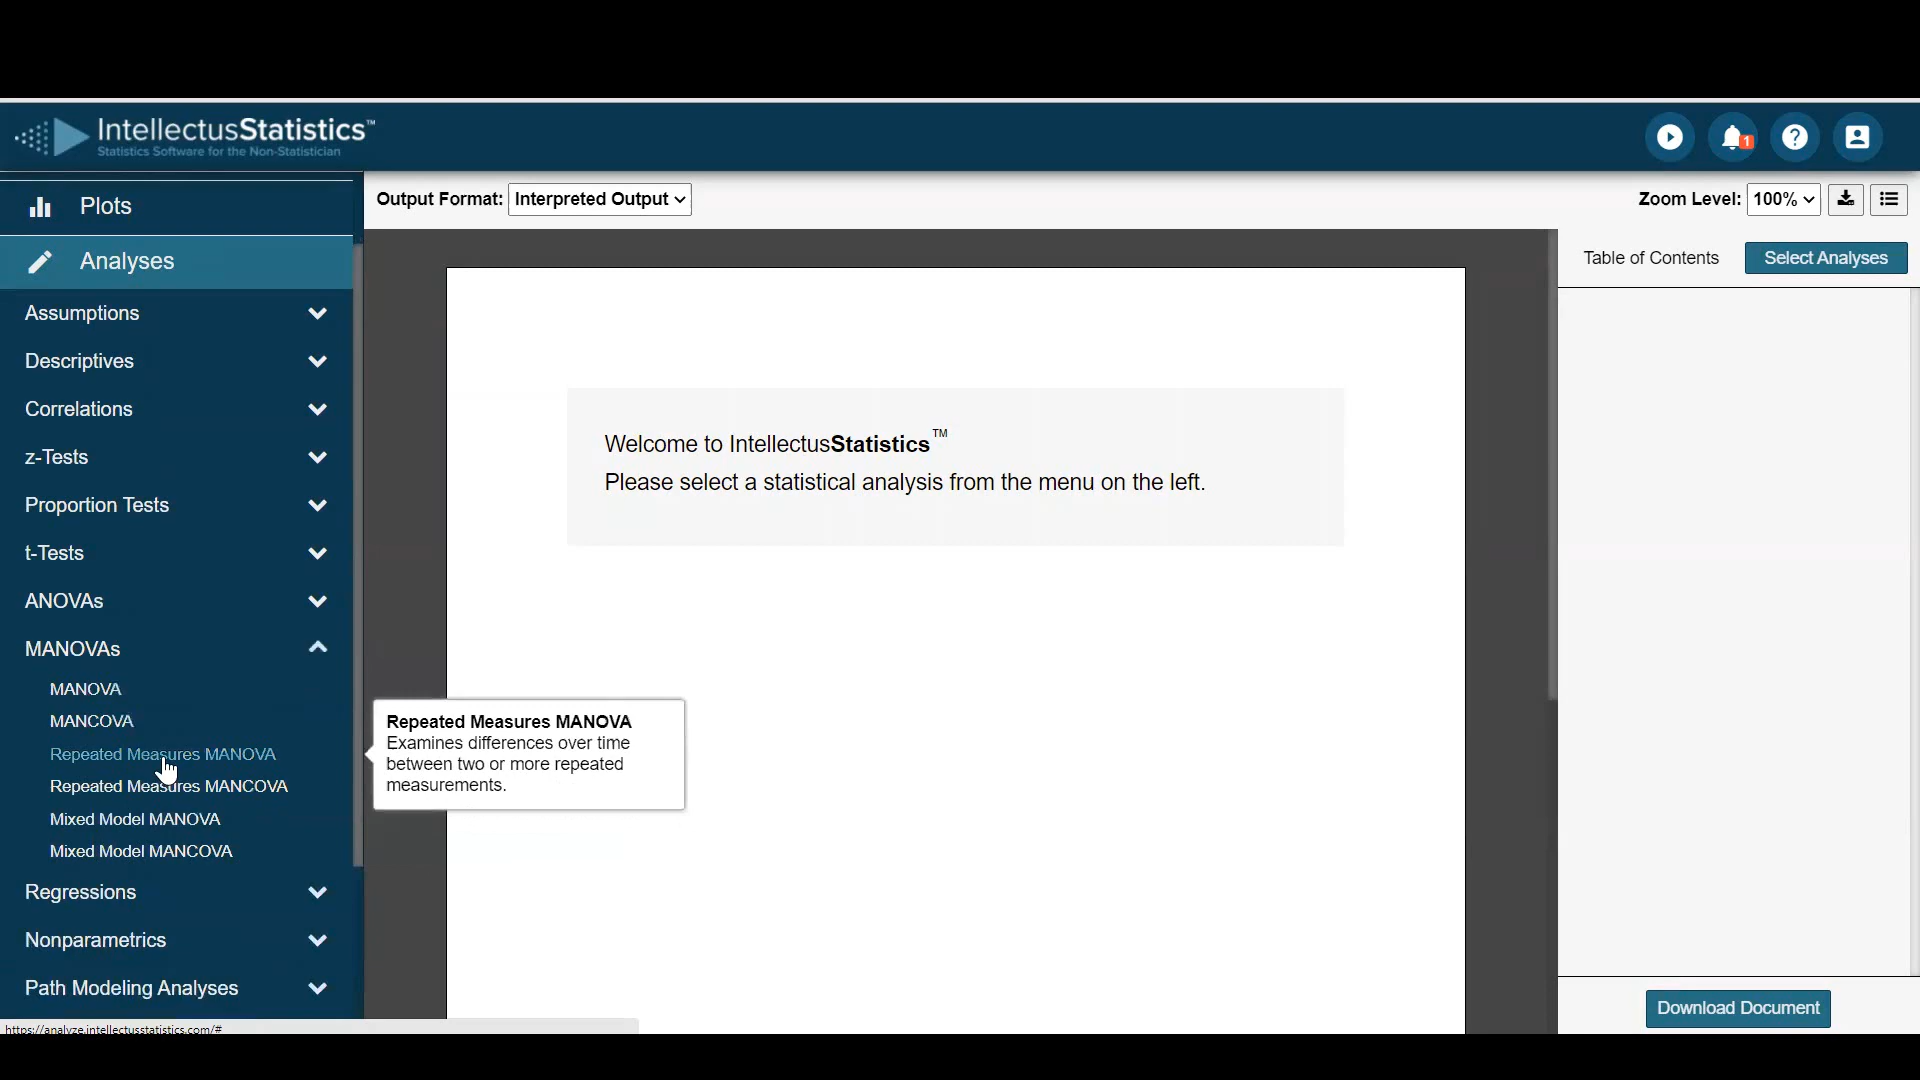 IntellectusStatistics™
Statistics Software for the Non-Statistician
1
Plots
Analyses
Assumptions
Descriptives
Correlations
z-Tests
Proportion Tests
t-Tests
ANOVAs
MANOVAs
MANOVA
MANCOVA
Repeated Measures MANOVA
Repeated Measures MANCOVA
Mixed Model MANOVA
Mixed Model MANCOVA
Regressions
Nonparametrics
Path Modeling Analyses
https://analyze.intellectusstatistics.com/#
Output Format: Interpreted Output
Zoom Level: 100%
Welcome to IntellectusStatistics™
Please select a statistical analysis from the menu on the left.
Repeated Measures MANOVA
Examines differences over time
between two or more repeated
measurements.
Table of Contents
Select Analyses
Download Document